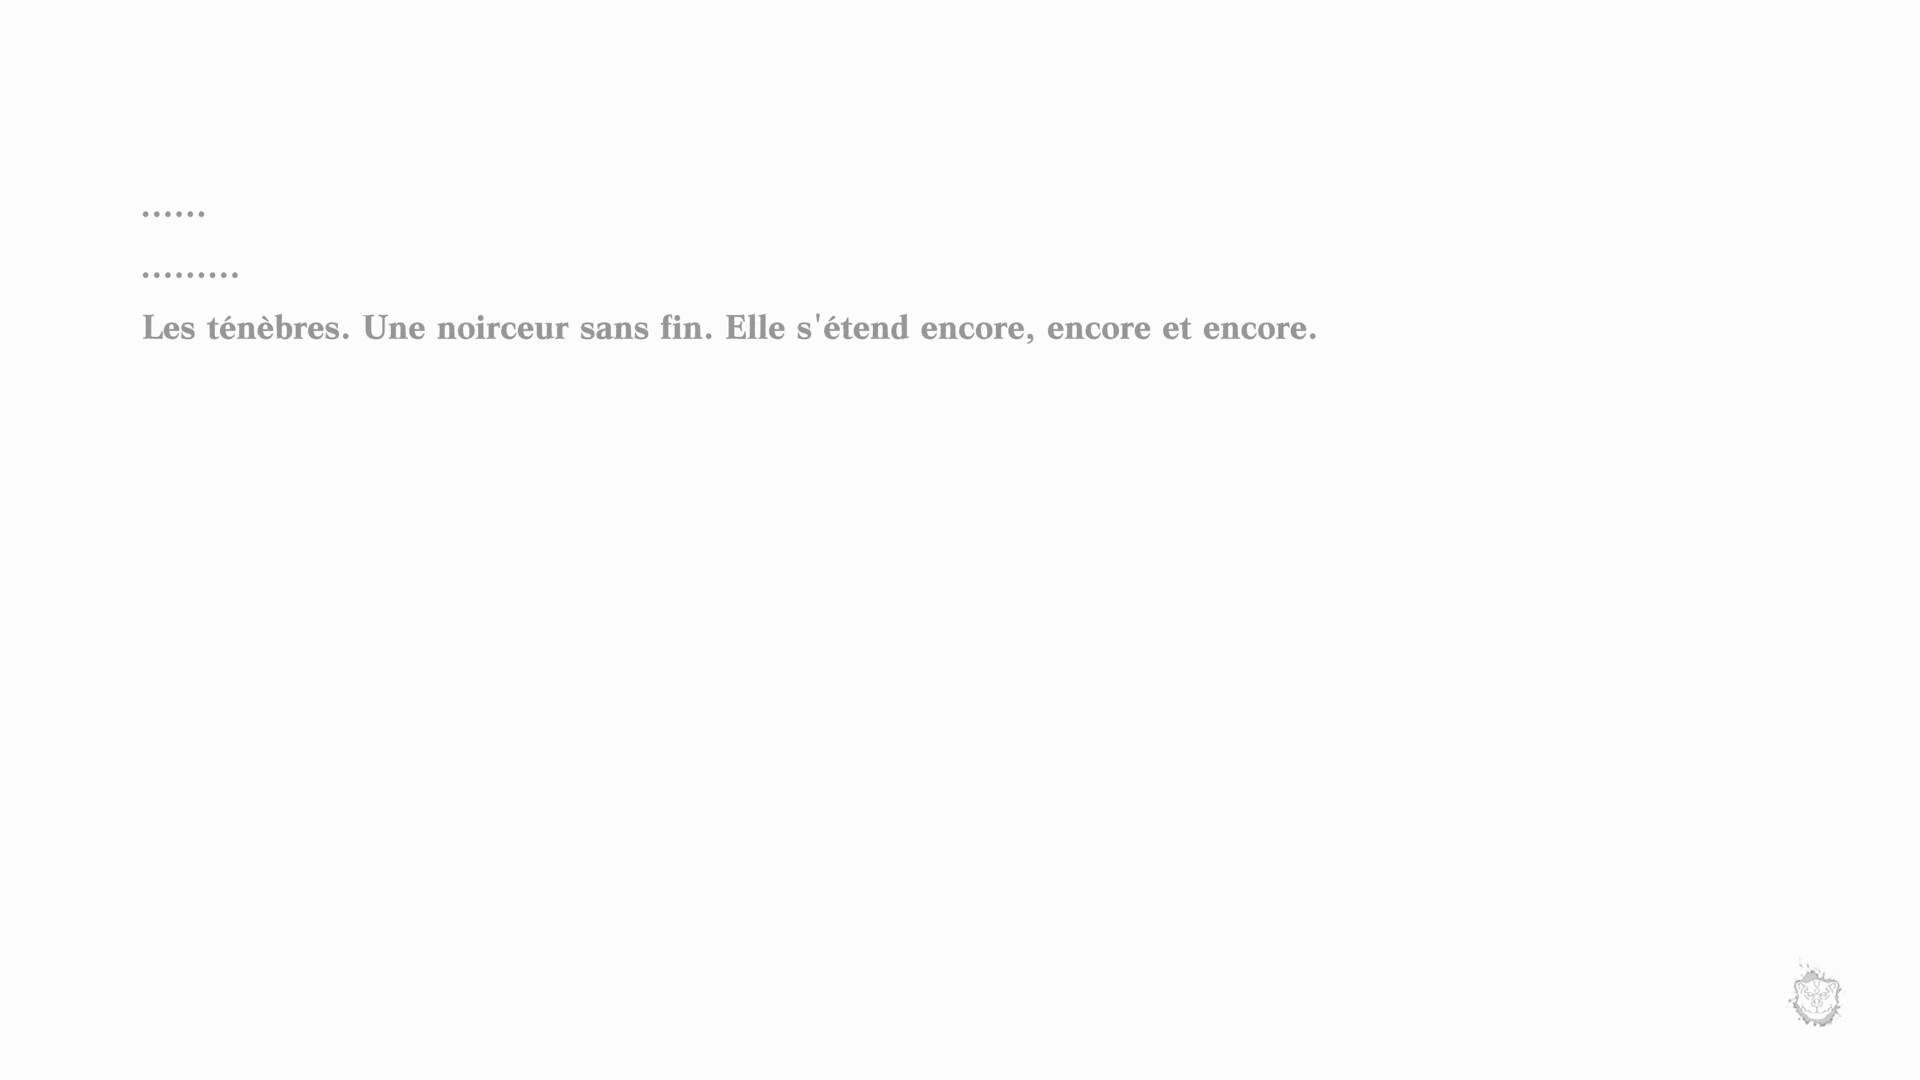 ......
.........
Les ténèbres. Une noirceur sans fin. Elle s'étend encore, encore et encore.